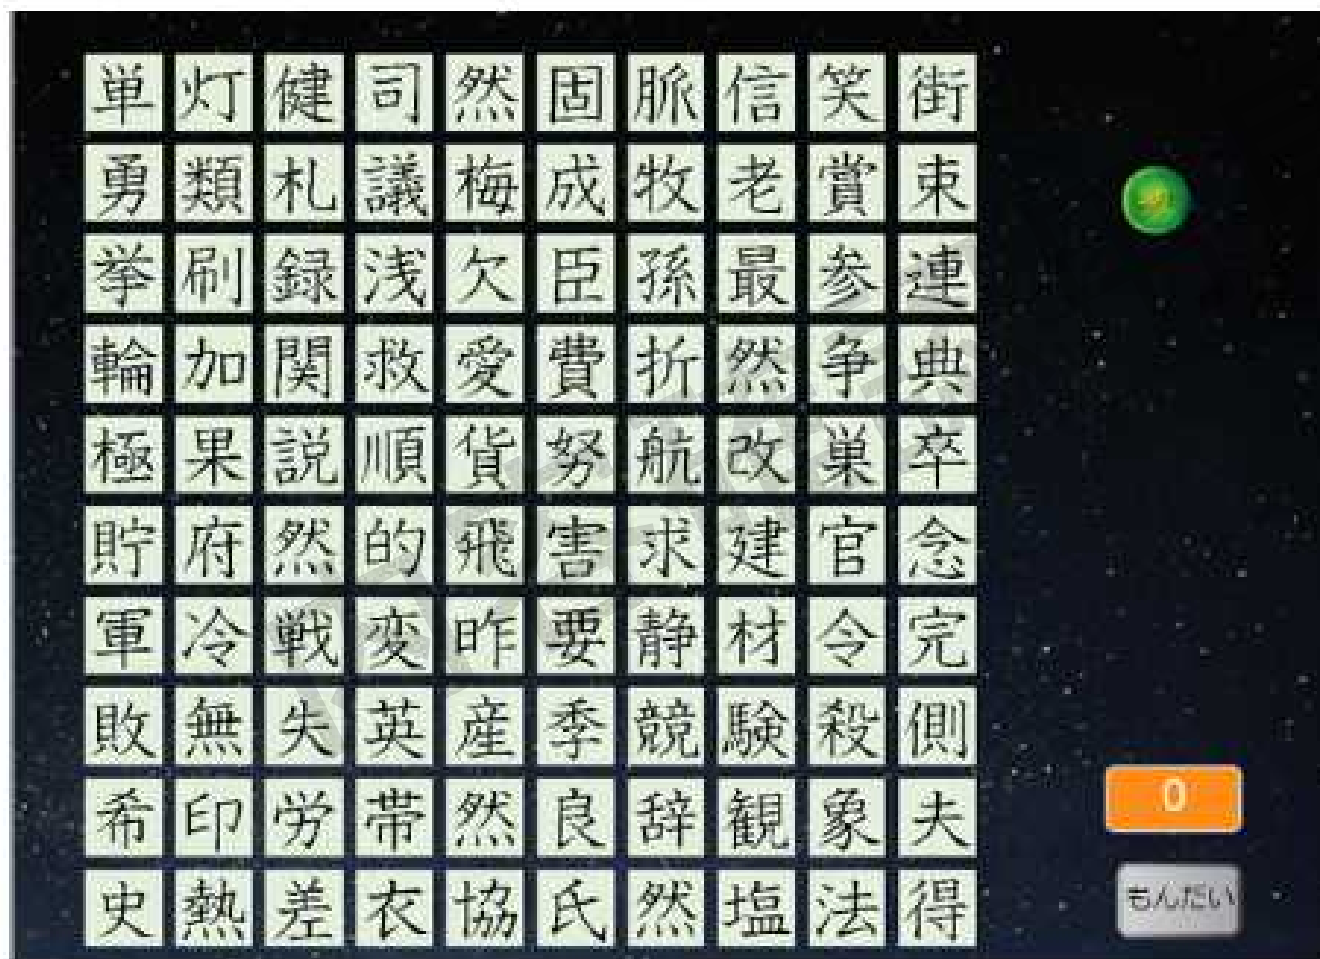 単灯健司然固脈信笑街
勇類札議梅成牧老賞束
挙刷録浅欠臣孫最参連
輪加関救愛費折然争典
極果説順貨努航改巣卒
貯府然的飛害求建官念
軍冷戦変昨要静材令完
敗無失英産季競験殺側
希印労帯然良辞観象夫
史熱差衣協氏然塩法得
0
もんだい